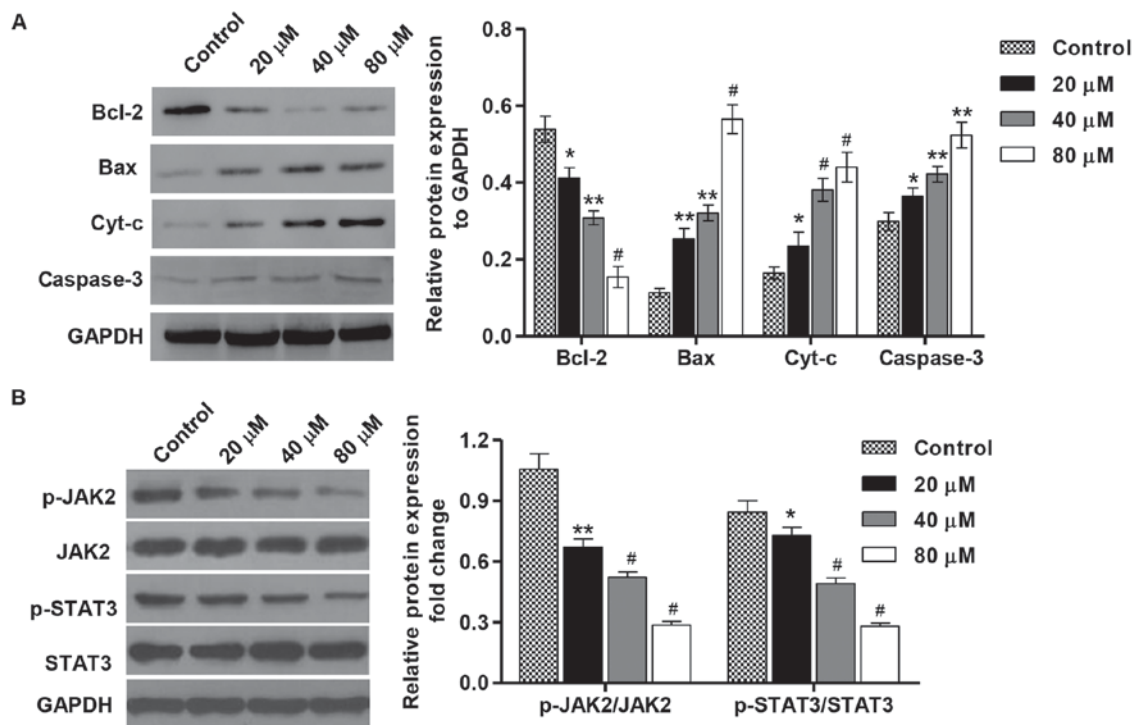 A
Control
20 μM
40 μM
80 μM
Bcl-2
Bax
Cyt-c
Caspase-3
GAPDH
Relative protein expression
to GAPDH
0.8
0.6
0.4
0.2
0.0
*
**
#
**
**
#
*
#
#
*
**
**
Bcl-2
Bax
Cyt-c
Caspase-3
Control
20 μM
40 μM
80 μM
B
Control
20 μM
40 μM
80 μM
p-JAK2
JAK2
p-STAT3
STAT3
GAPDH
Relative protein expression
fold change
1.2
0.9
0.6
0.3
0.0
**
#
#
*
#
#
p-JAK2/JAK2
p-STAT3/STAT3
Control
20 μM
40 μM
80 μM